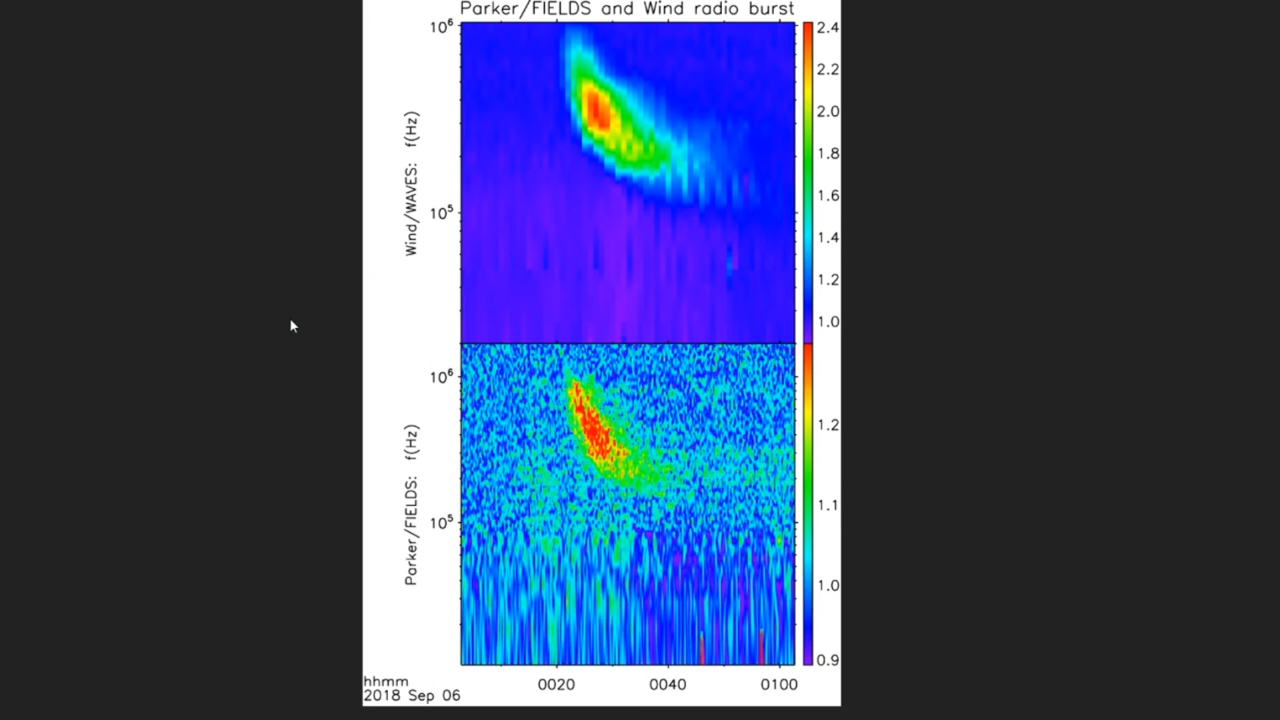 Parker/FIELDS and Wind radio burst
10⁶
10⁵
Wind/WAVES: f(Hz)
2.4
2.2
2.0
1.8
1.6
1.4
1.2
1.0
10⁶
10⁵
Parker/FIELDS: f(Hz)
1.2
1.1
1.0
0.9
hhmm
2018 Sep 06
0020 0040 0100